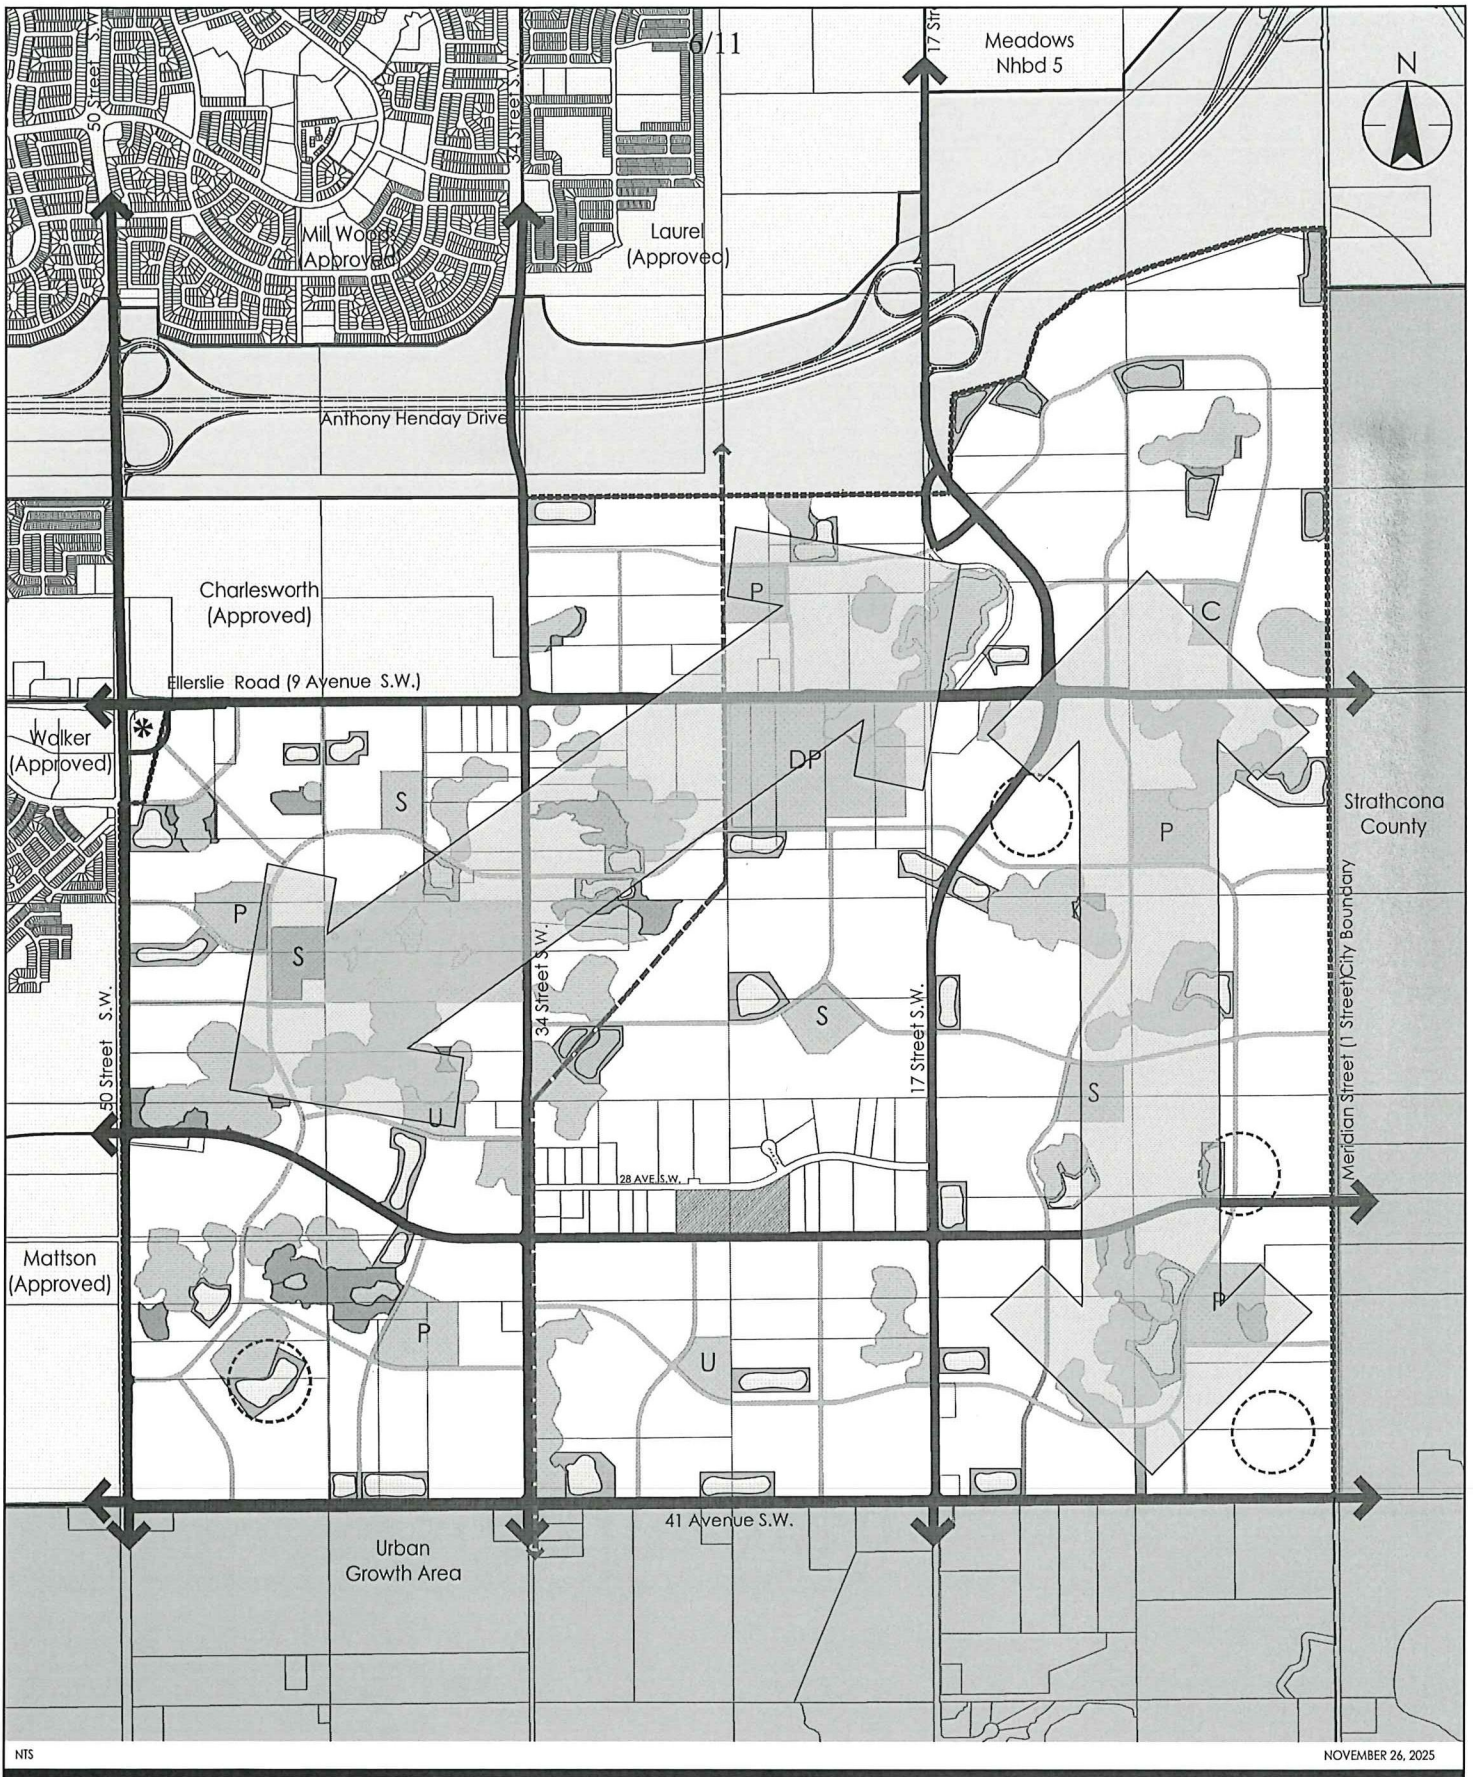 50 Street S.W.
34 Street S.W.
6/11
17 Str
Meadows
Nhbd 5
N
Mill Woods
(Approved)
Laurel
(Approved)
Anthony Henday Drive
Charlesworth
(Approved)
P
C
Ellerslie Road (9 Avenue S.W.)
Walker
(Approved)
*
DP
S
P
Strathcona
County
P
S
34 Street S.W.
S
17 Street S.W.
50 Street S.W.
Meridian Street (1 Street)City Boundary
S
U
28 AVE.S.W.
Mattson
(Approved)
P
P
U
41 Avenue S.W.
Urban
Growth Area
NTS
NOVEMBER 26, 2025